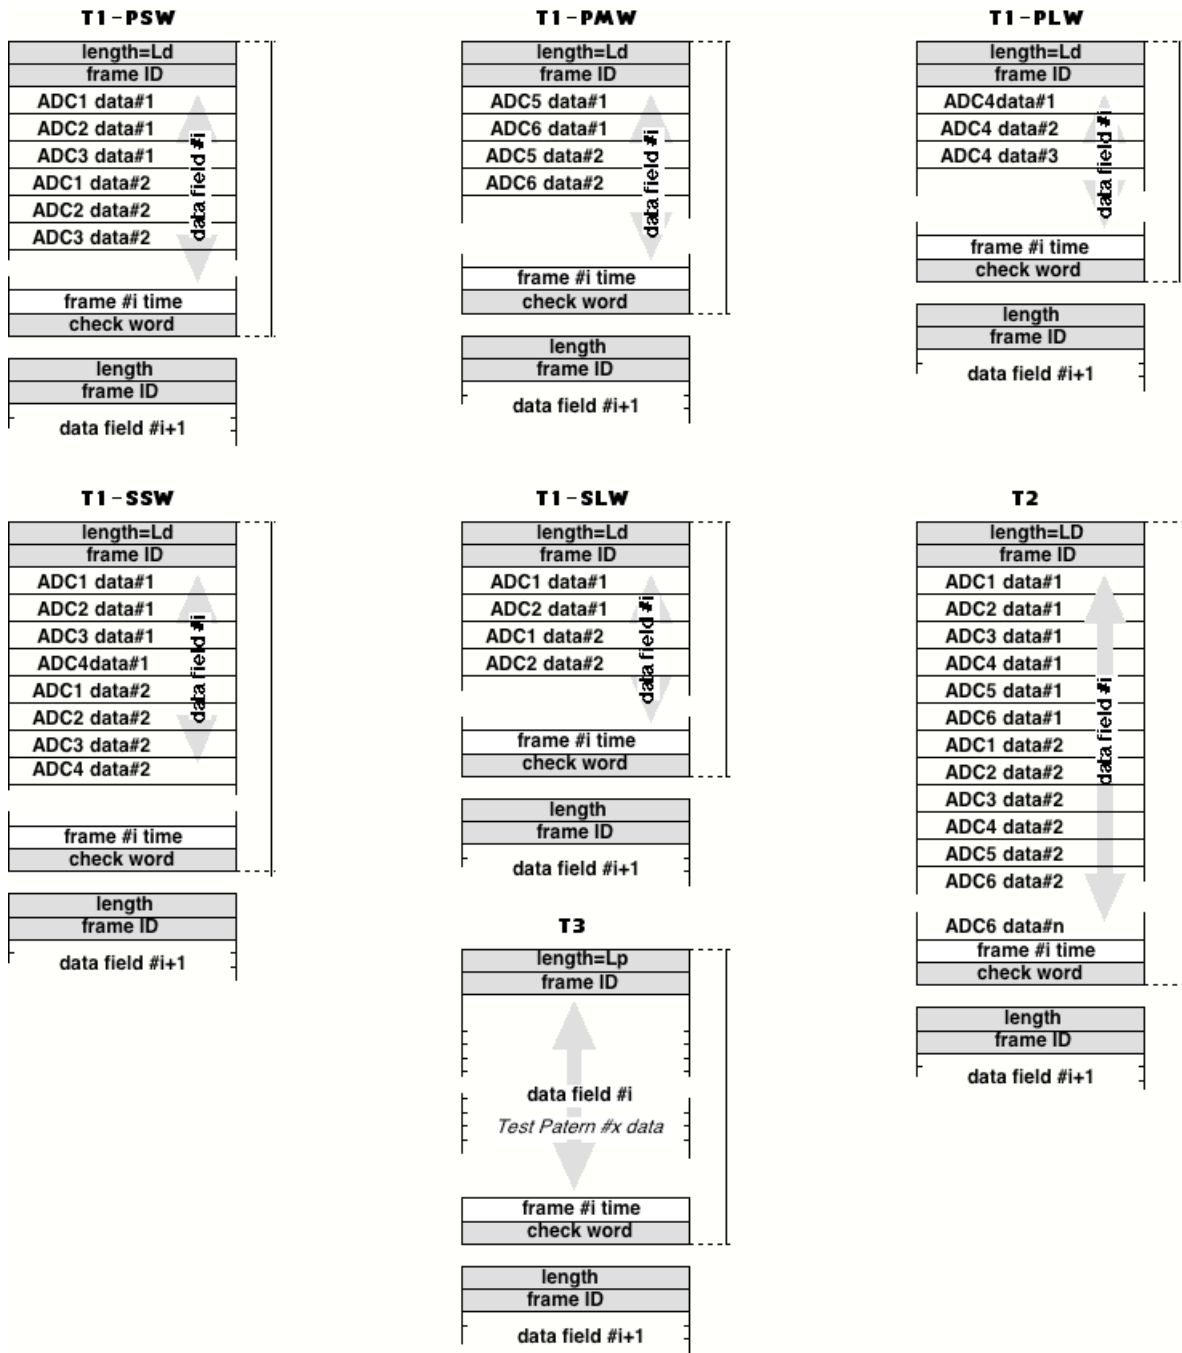 T1-PSW
length=Ld
frame ID
ADC1 data#1
ADC2 data#1
ADC3 data#1
ADC1 data#2
ADC2 data#2
ADC3 data#2
data field #i
frame #i time
check word
length
frame ID
data field #i+1
T1-PMW
length=Ld
frame ID
ADC5 data#1
ADC6 data#1
ADC5 data#2
ADC6 data#2
data field #i
frame #i time
check word
length
frame ID
data field #i+1
T1-PLW
length=Ld
frame ID
ADC4data#1
ADC4 data#2
ADC4 data#3
data field #i
frame #i time
check word
length
frame ID
data field #i+1
T1-SSW
length=Ld
frame ID
ADC1 data#1
ADC2 data#1
ADC3 data#1
ADC4data#1
ADC1 data#2
ADC2 data#2
ADC3 data#2
ADC4 data#2
data field #i
frame #i time
check word
length
frame ID
data field #i+1
T1-SLW
length=Ld
frame ID
ADC1 data#1
ADC2 data#1
ADC1 data#2
ADC2 data#2
data field #i
frame #i time
check word
length
frame ID
data field #i+1
T2
length=LD
frame ID
ADC1 data#1
ADC2 data#1
ADC3 data#1
ADC4 data#1
ADC5 data#1
ADC6 data#1
ADC1 data#2
ADC2 data#2
ADC3 data#2
ADC4 data#2
ADC5 data#2
ADC6 data#2
data field #i
ADC6 data#n
frame #i time
check word
length
frame ID
data field #i+1
T3
length=Lp
frame ID
data field #i
Test Patern #x data
frame #i time
check word
length
frame ID
data field #i+1